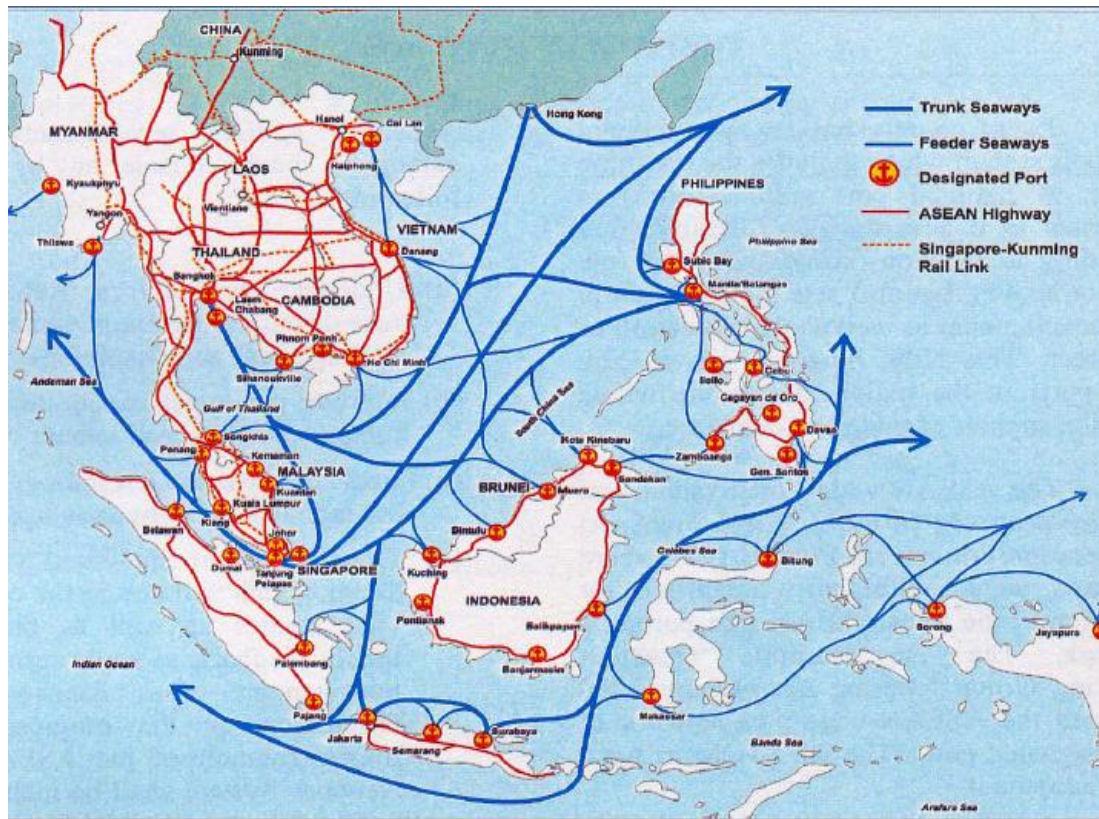 CHINA
Kunming
MYANMAR
Hanoi
Cai Lan
Haiphong
Hong Kong
LAOS
Kyaukphyu
Vientiane
Yangon
Thilawa
THAILAND
VIETNAM
Danang
Bangkok
Laem
Chabang
CAMBODIA
Phnom Penh
Ho Chi Minh
Sihanoukville
Andaman Sea
Gulf of Thailand
South China Sea
PHILIPPINES
Philippine Sea
Subic Bay
Manila/Batangas
Iloilo
Cebu
Cagayan de Oro
Davao
Zamboanga
Gen. Santos
Songkhla
Penang
Kemaman
MALAYSIA
Kuantan
Kuala Lumpur
Klang
Belawan
Johor
Dumai
Tanjung
Pelapas
SINGAPORE
Kota Kinabaru
Sandakan
BRUNEI
Muara
Bintulu
Kuching
INDONESIA
Pontianak
Balikpapan
Banjarmasin
Celebes Sea
Bitung
Sorong
Jayapura
Indian Ocean
Palembang
Pajang
Jakarta
Semarang
Surabaya
Makassar
Banda Sea
Arafura Sea
Trunk Seaways
Feeder Seaways
Designated Port
ASEAN Highway
Singapore-Kunming
Rail Link